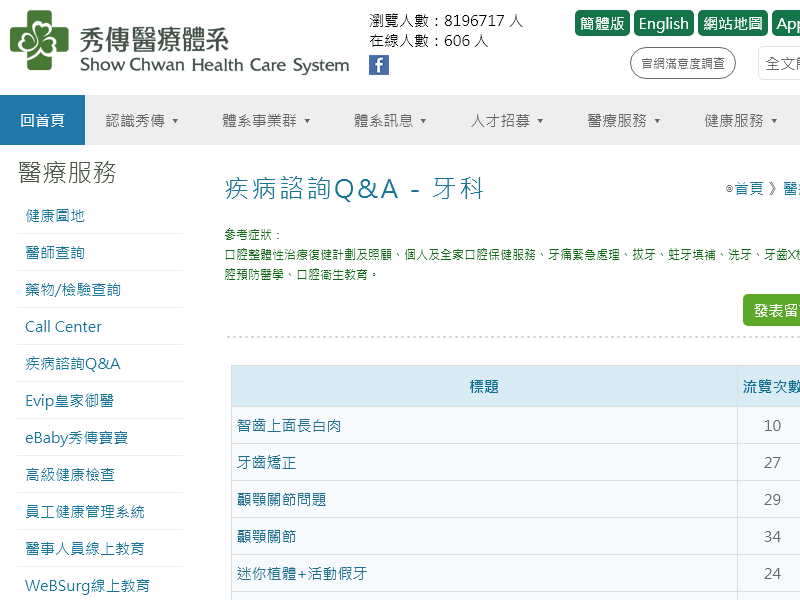 秀傳醫療體系
Show Chwan Health Care System
瀏覽人數：8196717 人
在線人數：606 人
簡體版 English 網站地圖 App
官網滿意度調查
全文
回首頁 認識秀傳 體系事業群 體系訊息 人才招募 醫療服務 健康服務
醫療服務
健康園地
醫師查詢
藥物/檢驗查詢
Call Center
疾病諮詢Q&A
Evip皇家御醫
eBaby秀傳寶寶
高級健康檢查
員工健康管理系統
醫事人員線上教育
WeBSurg線上教育
疾病諮詢Q&A - 牙科
首頁 》醫
參考症狀：
口腔整體性治療復健計劃及照顧、個人及全家口腔保健服務、牙痛緊急處理、拔牙、蛀牙填補、洗牙、牙齒X
腔預防醫學、口腔衛生教育。
發表留
標題 流覽次數
智齒上面長白肉 10
牙齒矯正 27
顳顎關節問題 29
顳顎關節 34
迷你植體+活動假牙 24